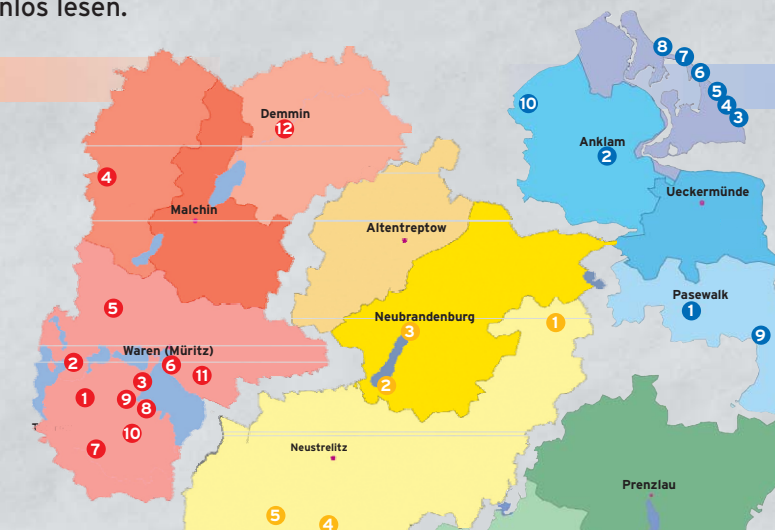 nlos lesen.
8
7
6
5
4
3
10
Demmin
12
Anklam
2
4
Ueckermünde
Malchin
Altentreptow
Pasewalk
1
5
Neubrandenburg
3
1
9
Waren (Müritz)
2
6
11
3
2
1
9
8
10
7
Neustrelitz
Prenzlau
5
4